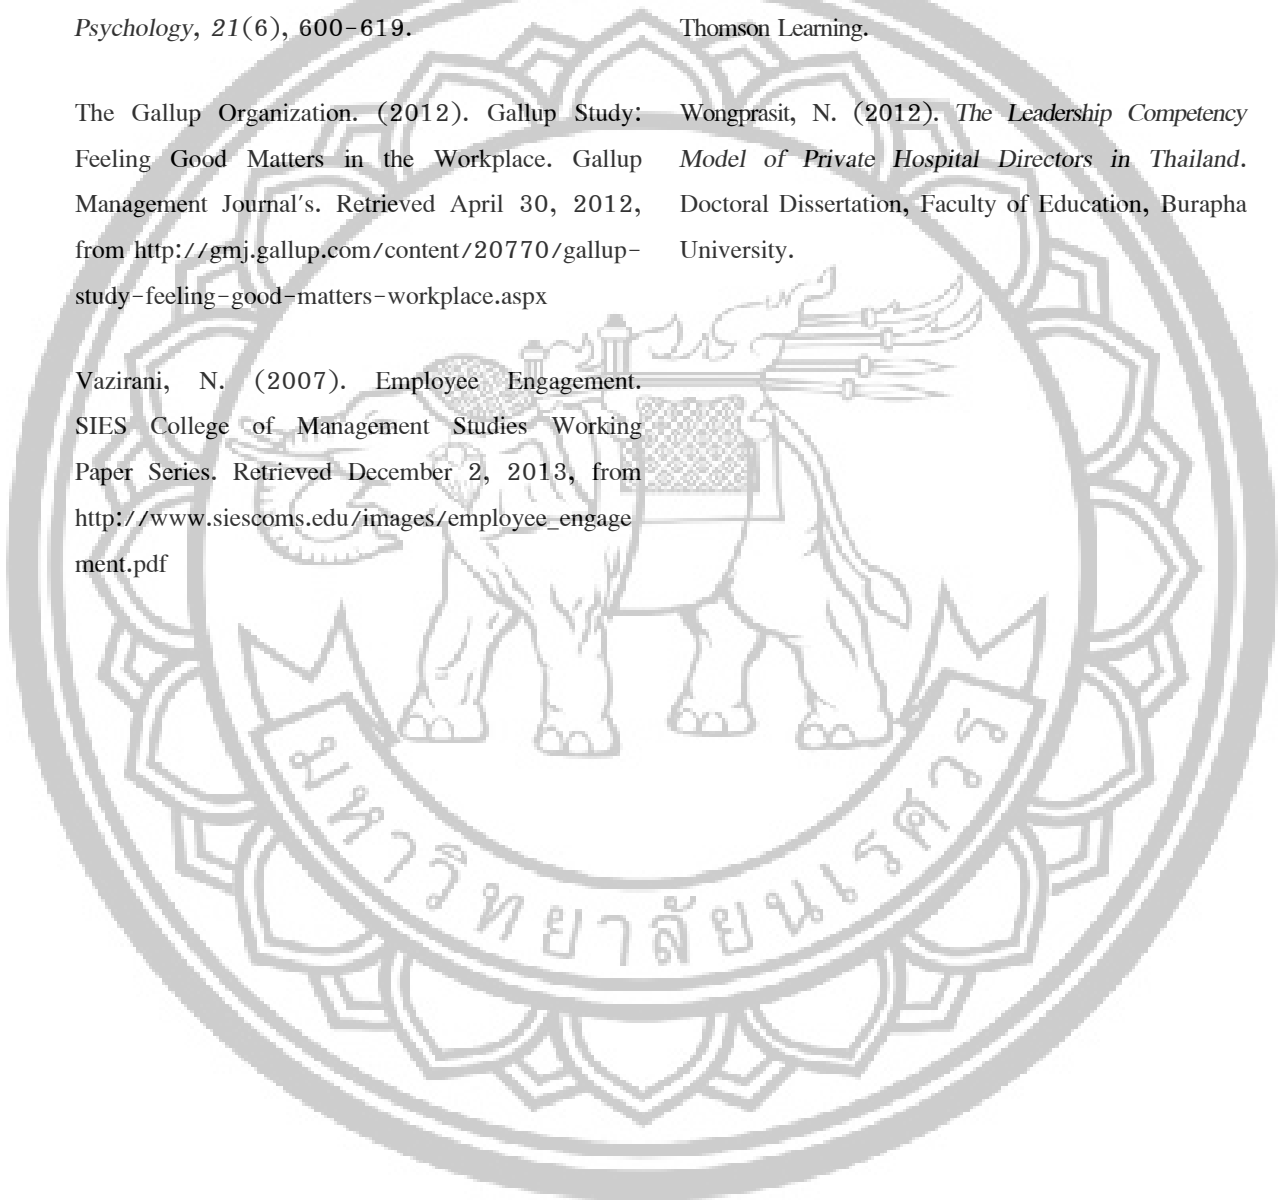 Psychology, 21(6), 600-619.
The Gallup Organization. (2012). Gallup Study:
Feeling Good Matters in the Workplace. Gallup
Management Journal's. Retrieved April 30, 2012,
from http://gmj.gallup.com/content/20770/gallup-
study-feeling-good-matters-workplace.aspx
Vazirani, N. (2007). Employee Engagement.
SIES College of Management Studies Working
Paper Series. Retrieved December 2, 2013, from
http://www.siescoms.edu/images/employee_engage
ment.pdf
Thomson Learning.
Wongprasit, N. (2012). The Leadership Competency
Model of Private Hospital Directors in Thailand.
Doctoral Dissertation, Faculty of Education, Burapha
University.
มหาวิทยาลัยนเรศวร